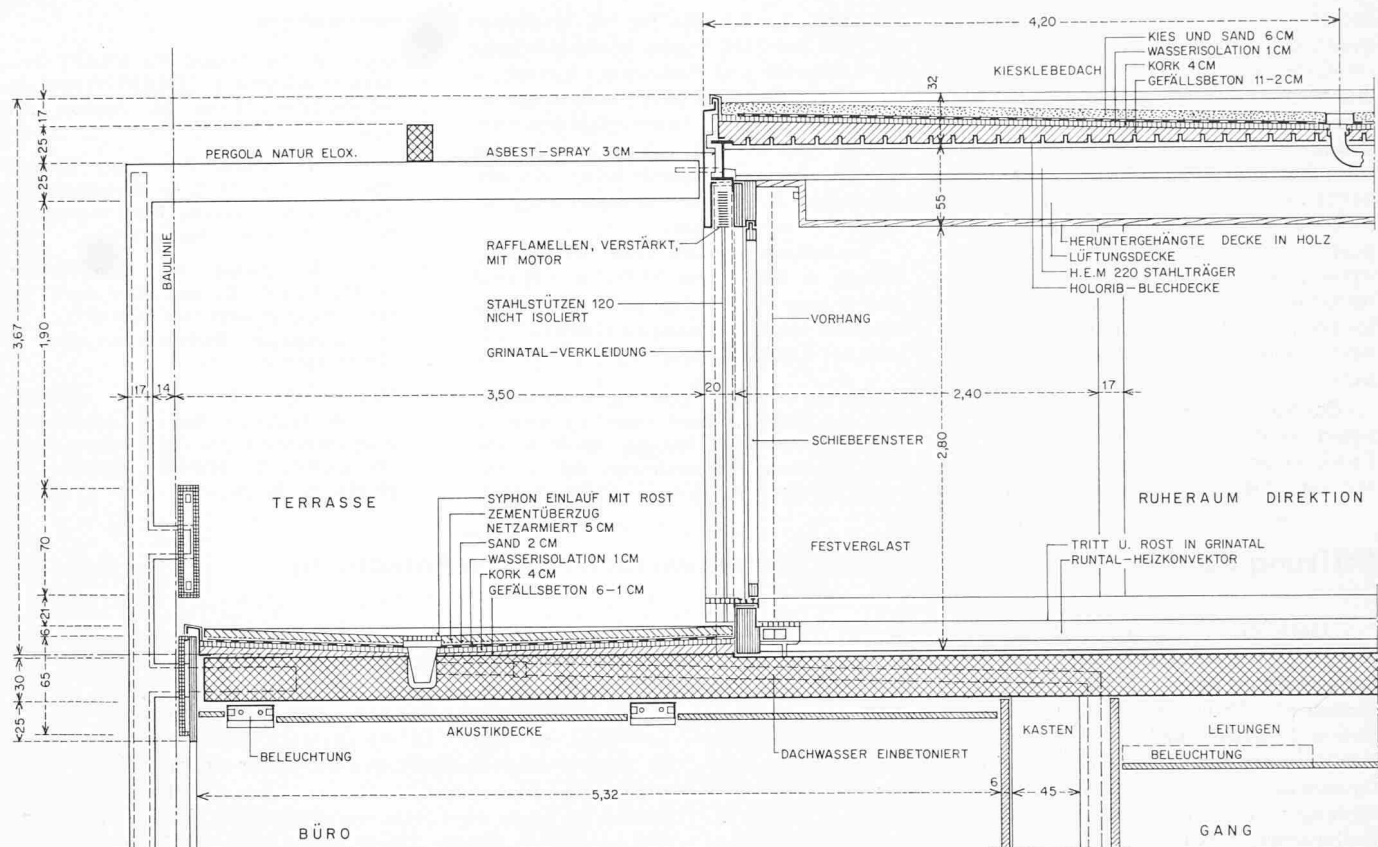 4,20
KIES UND SAND 6 CM
WASSERISOLATION 1 CM
KORK 4 CM
GEFÄLLSBETON 11-2 CM
KIESKLEBEDACH
32
17
25
25
PERGOLA NATUR ELOX.
ASBEST-SPRAY 3 CM
BAULINIE
55
HERUNTERGEHÄNGTE DECKE IN HOLZ
LÜFTUNGSDECKE
H.E.M 220 STAHLTRÄGER
HOLORIB-BLECHDECKE
RAFFLAMELLEN, VERSTÄRKT,
MIT MOTOR
STAHLSTÜTZEN 120
NICHT ISOLIERT
GRINATAL-VERKLEIDUNG
VORHANG
3,67
1,90
17
14
3,50
20
2,40
17
2,80
SCHIEBEFENSTER
TERRASSE
RUHERAUM DIREKTION
SYPHON EINLAUF MIT ROST
ZEMENTÜBERZUG
NETZARMIERT 5 CM
SAND 2 CM
WASSERISOLATION 1 CM
KORK 4 CM
GEFÄLLSBETON 6-1 CM
FESTVERGLAST
TRITT U. ROST IN GRINATAL
RUNTAL-HEIZKONVEKTOR
70
21
6
30
65
25
AKUSTIKDECKE
BELEUCHTUNG
DACHWASSER EINBETONIERT
KASTEN
LEITUNGEN
BELEUCHTUNG
5,32
6
45
BÜRO
GANG